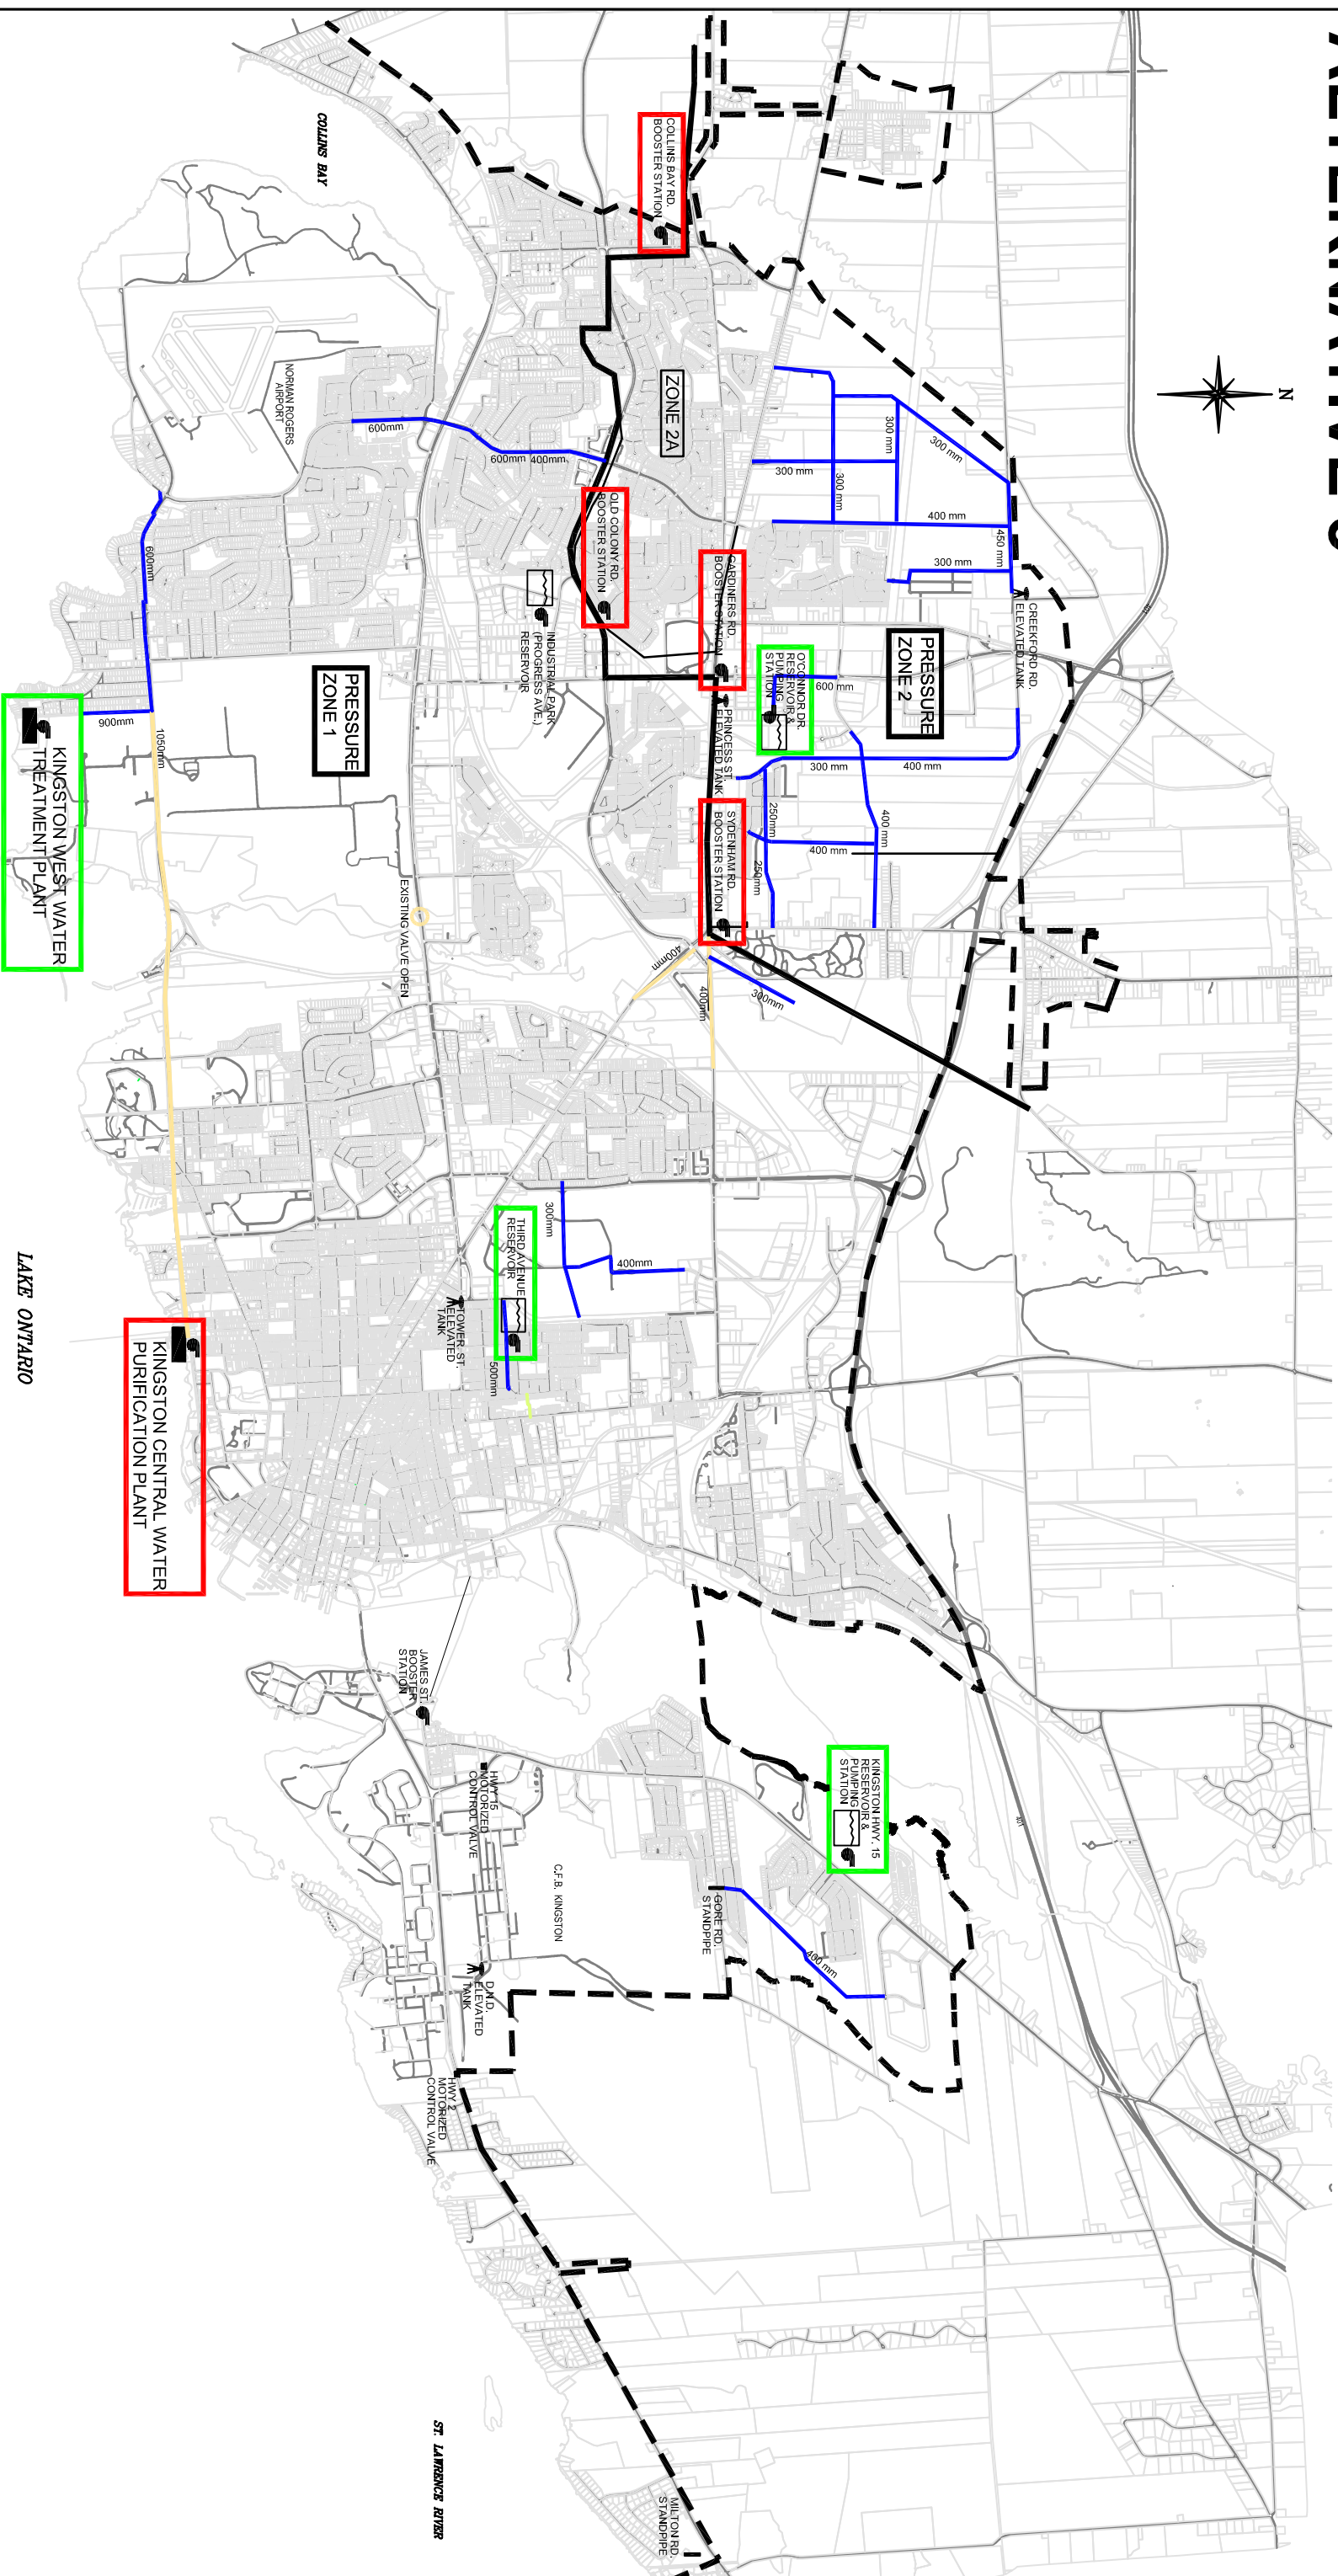 N
COLLINS BAY
COLLINS BAY RD.
BOOSTER STATION
NORMAN ROGERS
AIRPORT
ZONE 2A
600mm
600mm
400mm
300 mm
300 mm
300 mm
300 mm
400 mm
450 mm
300 mm
OLD COLONY RD.
BOOSTER STATION
GARDINERS RD.
BOOSTER STATION
CREEKFORD RD.
ELEVATED TANK
INDUSTRIAL PARK
(PROGRESS AVE.)
RESERVOIR
O'CONNOR DR.
RESERVOIR &
PUMPING
STATION
600 mm
PRESSURE
ZONE 2
PRESSURE
ZONE 1
600mm
900mm
1050mm
KINGSTON WEST WATER
TREATMENT PLANT
PRINCESS ST.
ELEVATED TANK
300 mm
400 mm
250mm
400 mm
400 mm
250mm
SYDENHAM RD.
BOOSTER STATION
EXISTING VALVE OPEN
400mm
400mm
300mm
300mm
400mm
THIRD AVENUE
RESERVOIR
500mm
TOWER ST.
ELEVATED
TANK
LAKE ONTARIO
KINGSTON CENTRAL WATER
PURIFICATION PLANT
JAMES ST.
BOOSTER
STATION
HWY 15
MOTORIZED
CONTROL VALVE
KINGSTON HWY. 15
RESERVOIR &
PUMPING
STATION
401
C.F.B. KINGSTON
GORE RD.
STANDPIPE
400 mm
D.N.D.
ELEVATED
TANK
HWY 2
MOTORIZED
CONTROL VALVE
ST. LAWRENCE RIVER
MILTON RD.
STANDPIPE